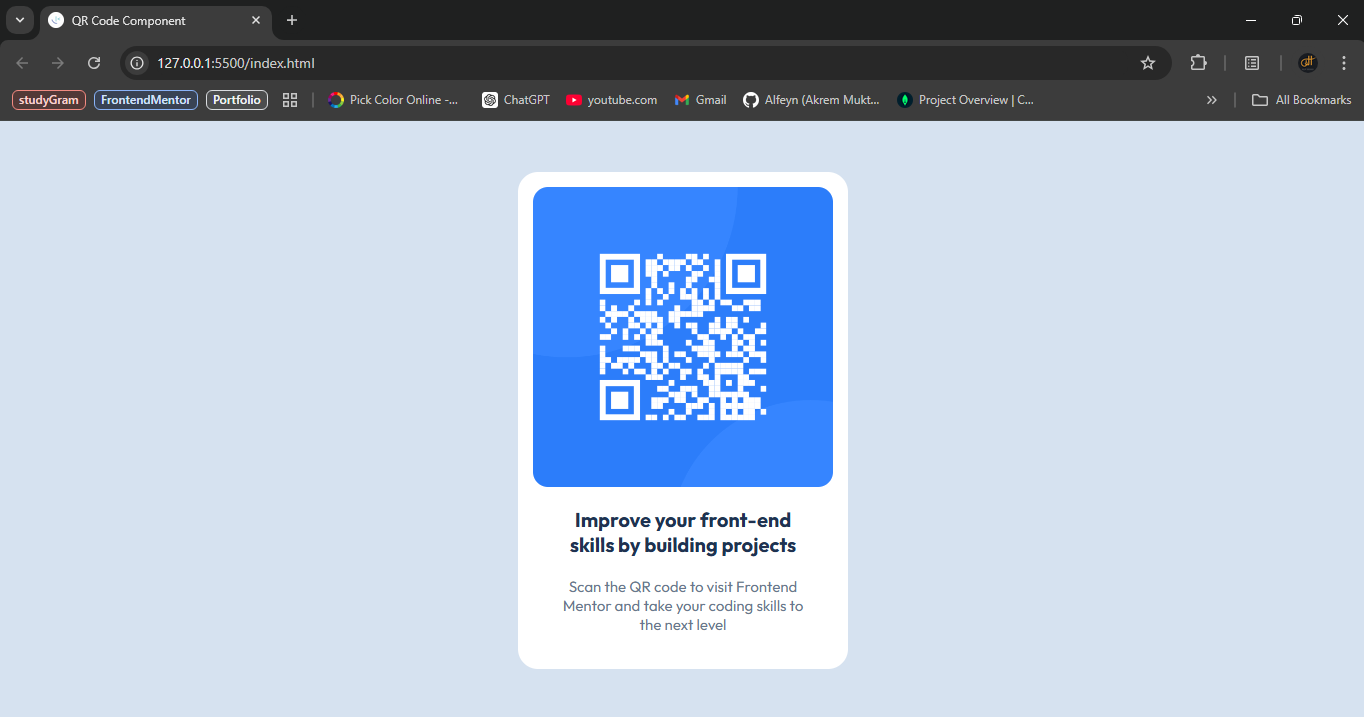 QR Code Component
127.0.0.1:5500/index.html
studyGram FrontendMentor Portfolio Pick Color Online -... ChatGPT youtube.com Gmail Alfeyn (Akrem Mukt... Project Overview | C... All Bookmarks
Improve your front-end
skills by building projects
Scan the QR code to visit Frontend
Mentor and take your coding skills to
the next level